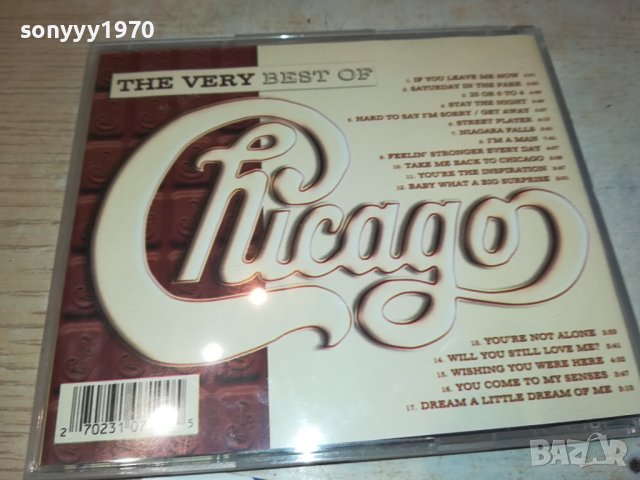 sonyyy1970
THE VERY BEST OF
Chicago
1. IF YOU LEAVE ME NOW
2. SATURDAY IN THE PARK
3. 25 OR 6 TO 4
4. STAY THE NIGHT
5. HARD TO SAY I'M SORRY / GET AWAY
6. STREET PLAYER
7. NIAGARA FALLS
8. I'M A MAN
9. FEELIN' STRONGER EVERY DAY
10. TAKE ME BACK TO CHICAGO
11. YOU'RE THE INSPIRATION
12. BABY WHAT A BIG SURPRISE
13. YOU'RE NOT ALONE
14. WILL YOU STILL LOVE ME?
15. WISHING YOU WERE HERE
16. YOU COME TO MY SENSES
17. DREAM A LITTLE DREAM OF ME
2 70231 5
BAZAR